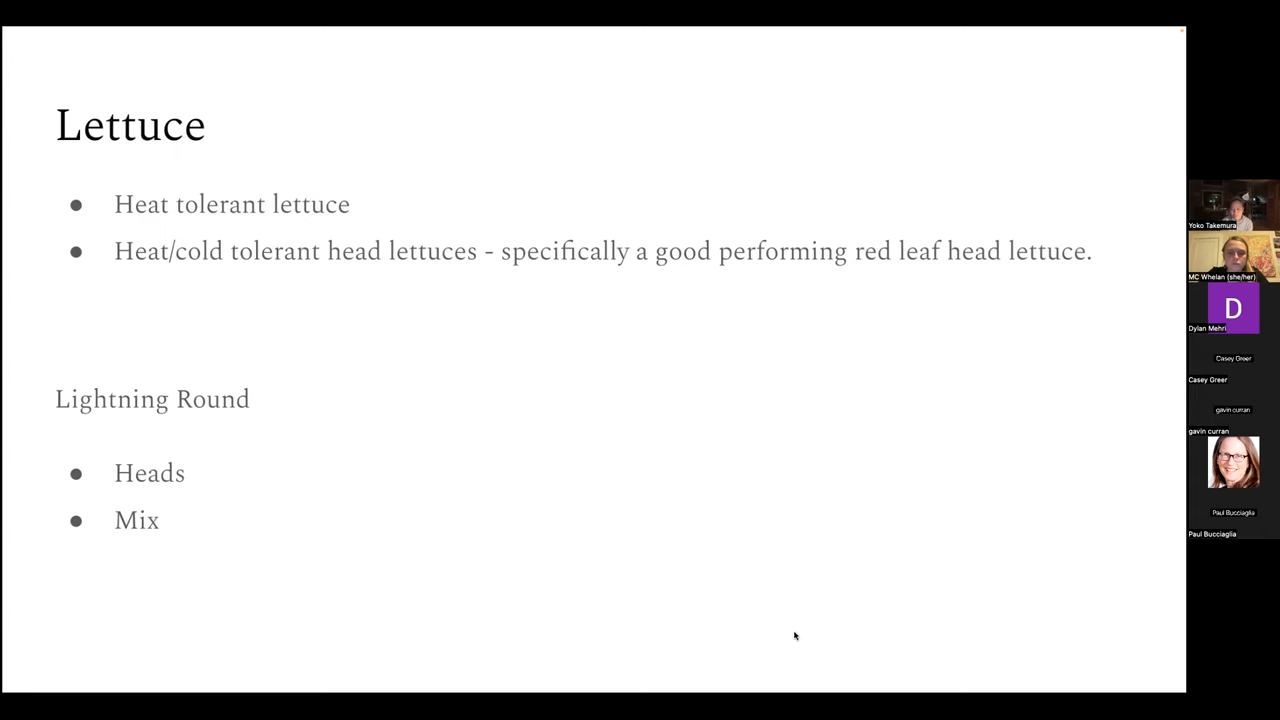 Lettuce
● Heat tolerant lettuce
● Heat/cold tolerant head lettuces - specifically a good performing red leaf head lettuce.
Lightning Round
● Heads
● Mix
Yoko Takemura
MC Whelan (she/her)
D
Dylan Mehri
Casey Greer
Casey Greer
gavin curran
gavin curran
Paul Bucciaglia
Paul Bucciaglia